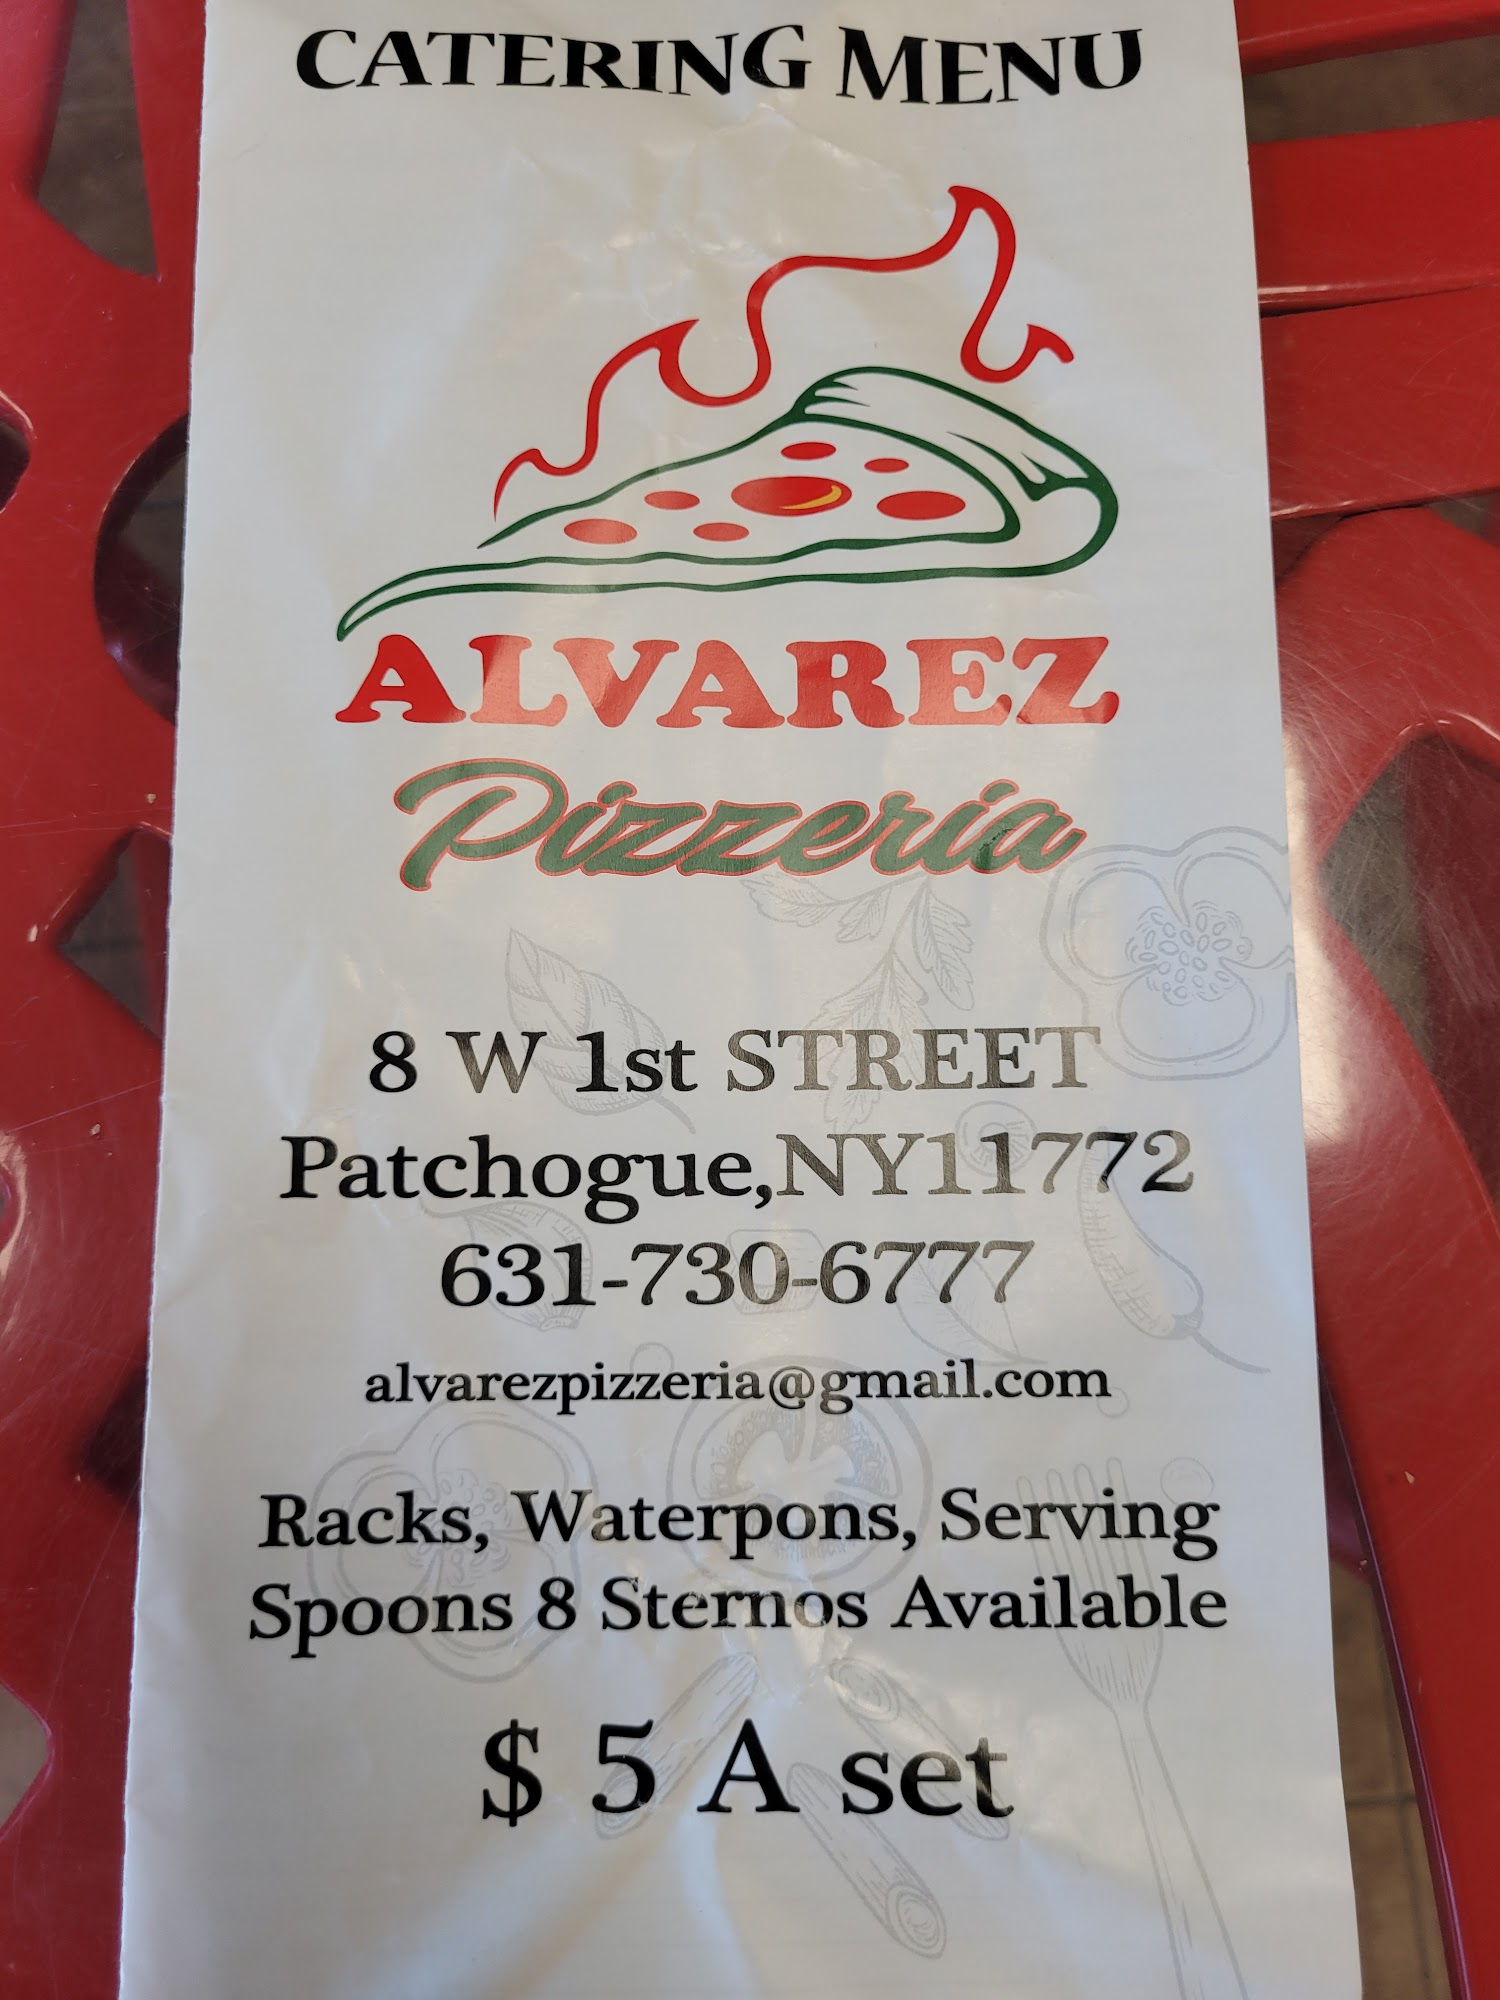 CATERING MENU
ALVAREZ
Pizzeria
8 W 1st STREET
Patchogue,NY11772
631-730-6777
alvarezpizzeria@gmail.com
Racks, Waterpons, Serving
Spoons 8 Sternos Available
$ 5 A set